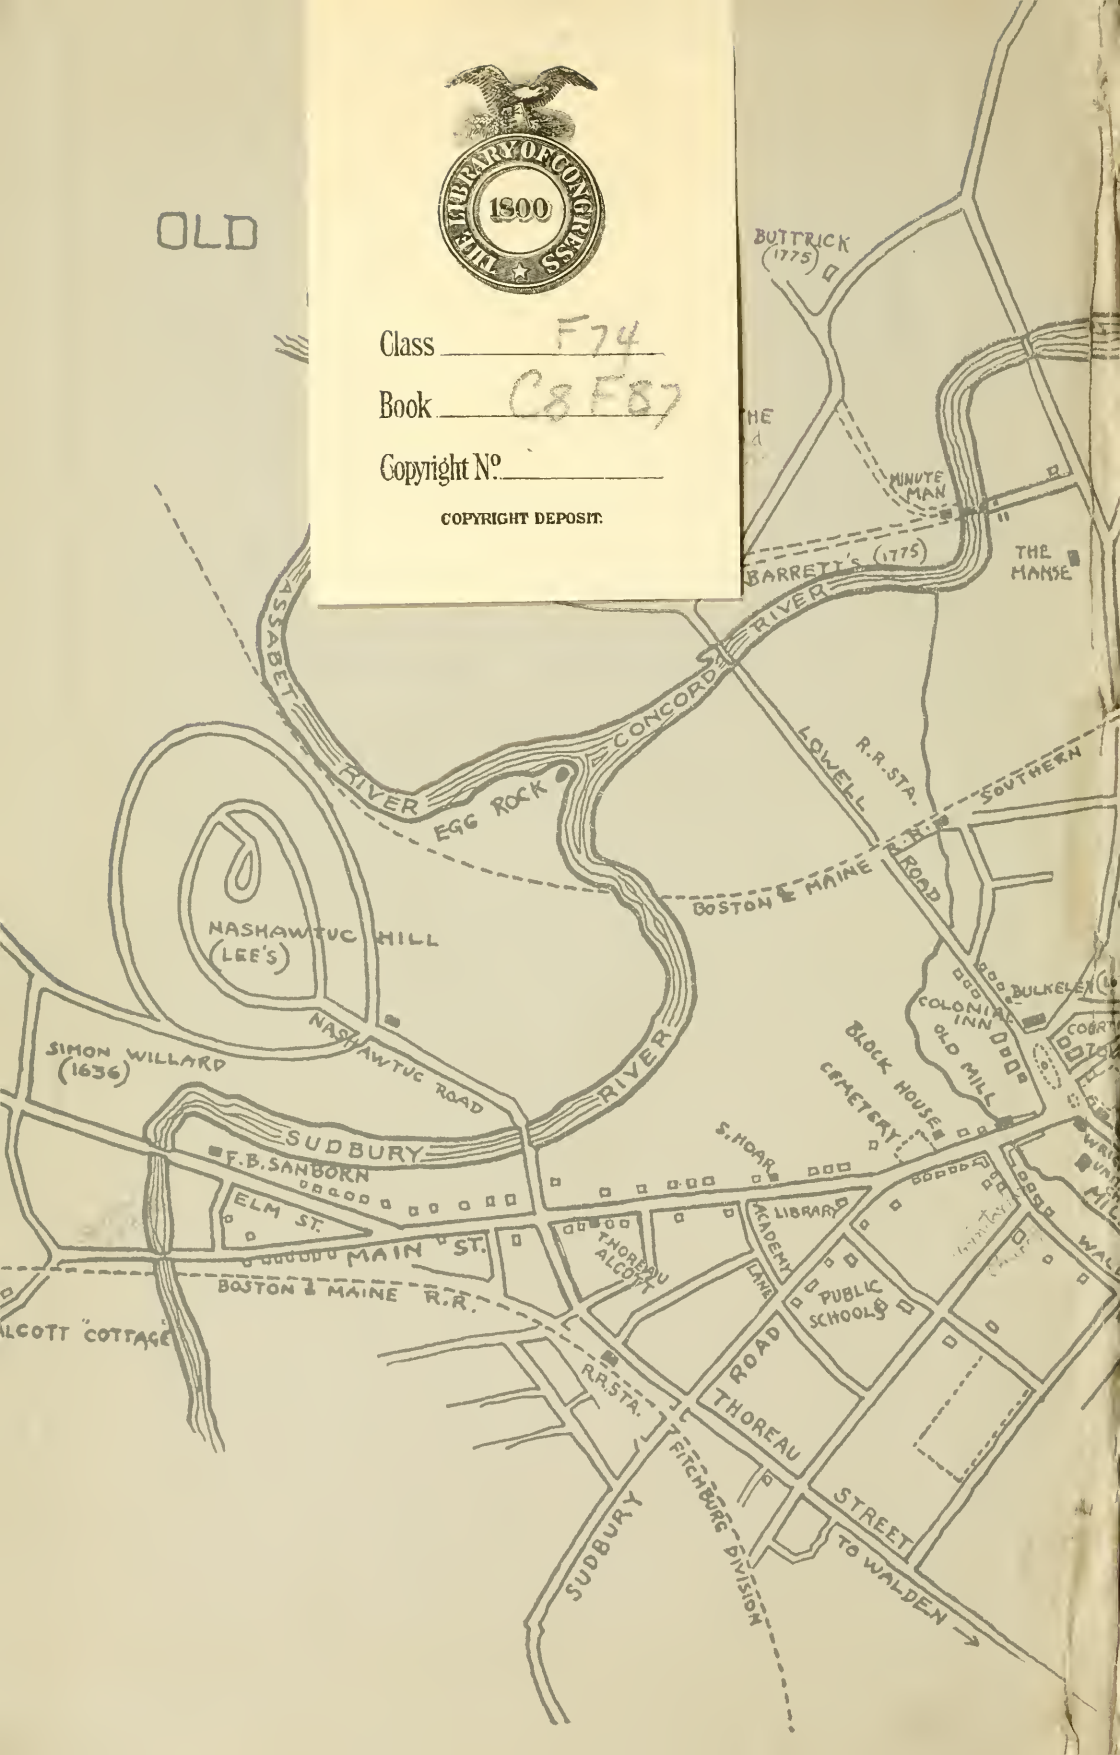 THE LIBRARY OF CONGRESS
1800
Class F74
Book C8F87
Copyright No.
COPYRIGHT DEPOSIT.
OLD
BUTTRICK
(1775)
HE
MINUTE
MAN
BARRETT'S (1775)
THE
MANSE
ASSABET
RIVER
CONCORD
RIVER
EGG ROCK
LOWELL
ROAD
R.R. STA.
SOUTHERN
BOSTON & MAINE R.R.
NASHAWTUC HILL
(LEE'S)
NASHAWTUC ROAD
SIMON WILLARD
(1636)
BULKELEY
COLONIAL
INN
OLD MILL
COURT
BLOCK HOUSE
CEMETERY
S. HOAR
SUDBURY
RIVER
F.B. SANBORN
ELM ST.
MAIN ST.
THOREAU
ALCOTT
ACADEMY
LANE
LIBRARY
PUBLIC
SCHOOLS
BOSTON & MAINE R.R.
ALCOTT "COTTAGE"
R.R. STA.
ROAD
THOREAU
STREET
FITCHBURG DIVISION
SUDBURY
TO WALDEN